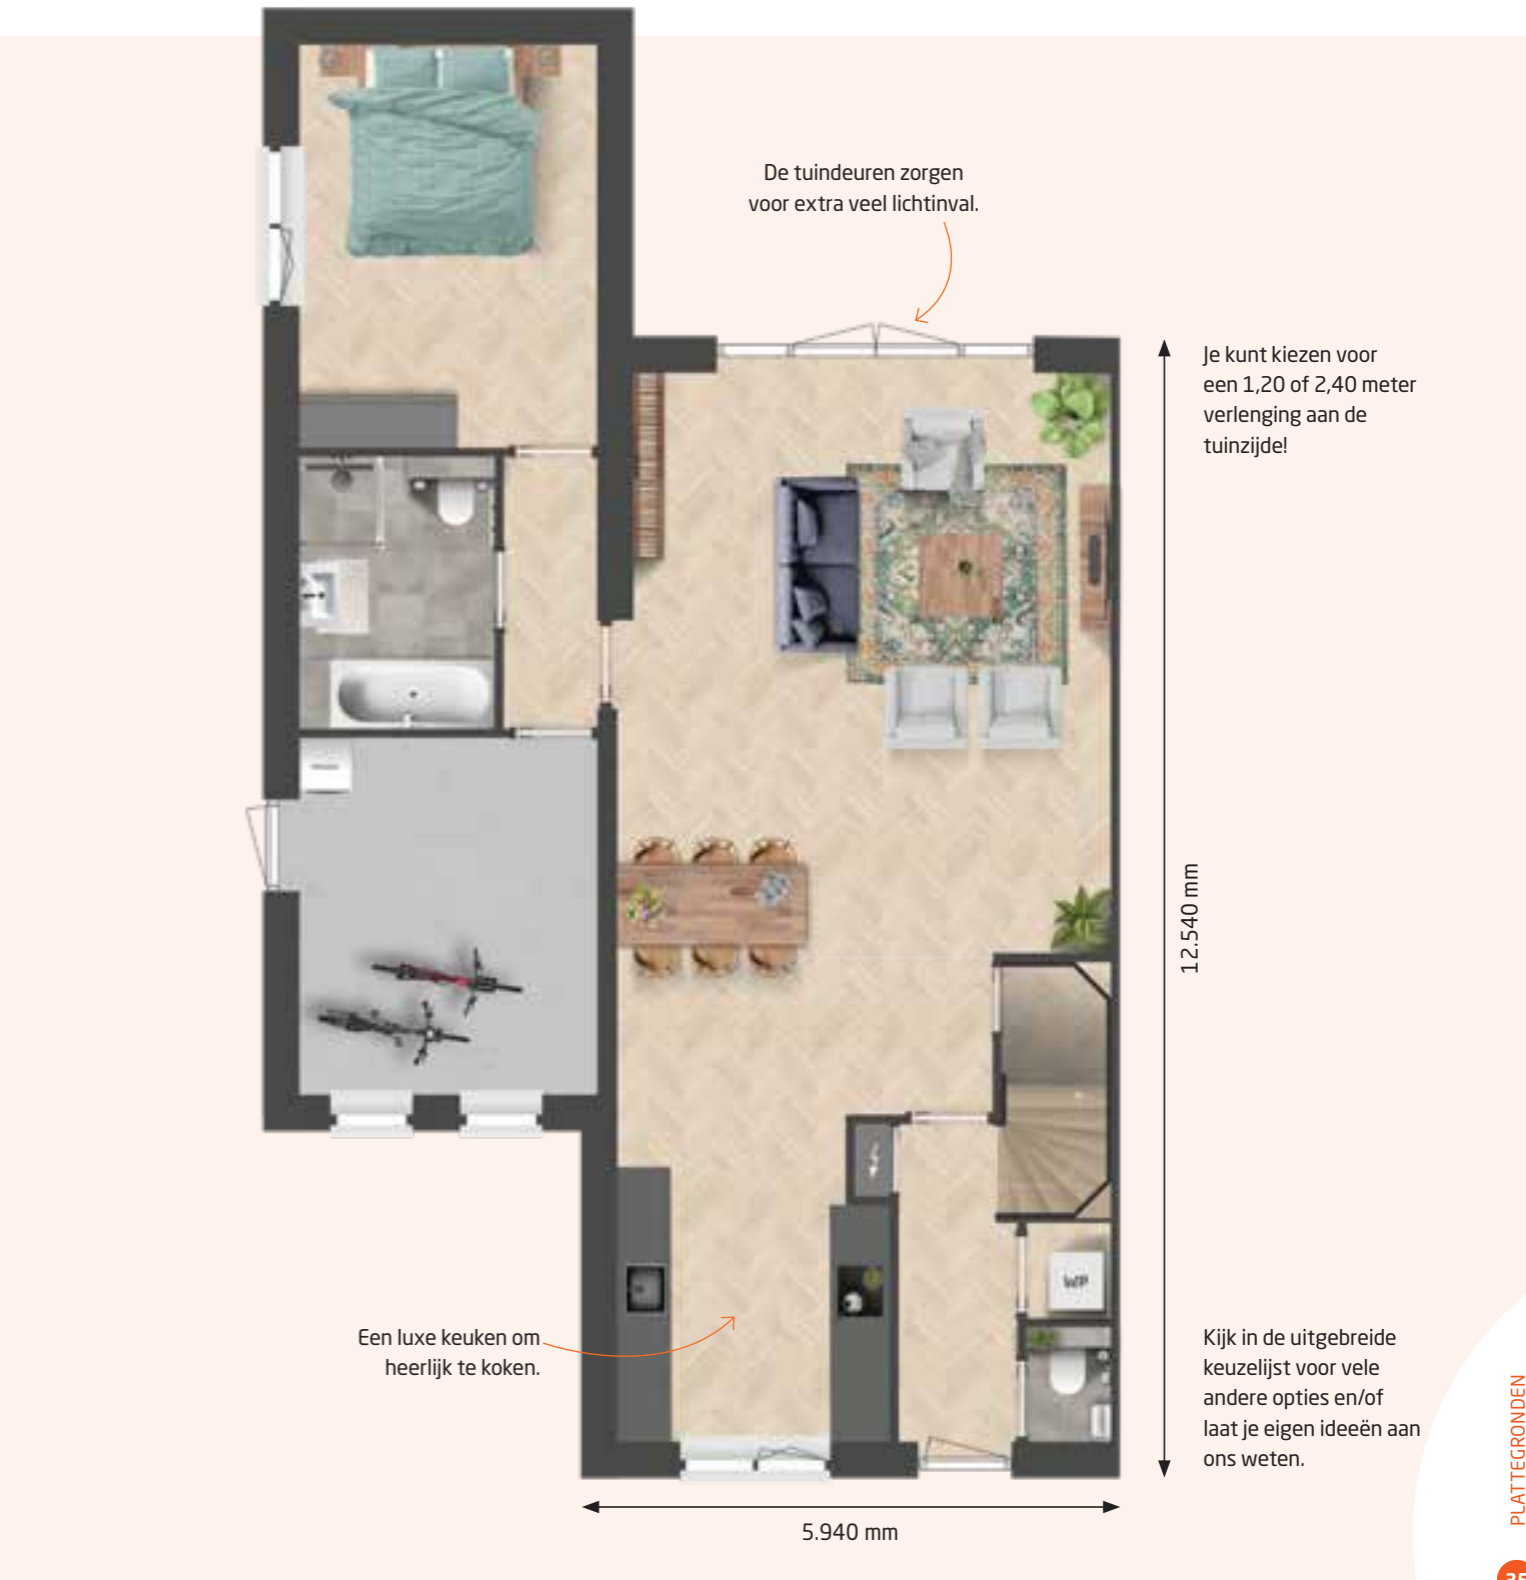 De tuindeuren zorgen
voor extra veel lichtinval.
Je kunt kiezen voor
een 1,20 of 2,40 meter
verlenging aan de
tuinzijde!
12.540 mm
WP
Een luxe keuken om
heerlijk te koken.
Kijk in de uitgebreide
keuzelijst voor vele
andere opties en/of
laat je eigen ideeën aan
ons weten.
5.940 mm
PLATTEGRONDEN